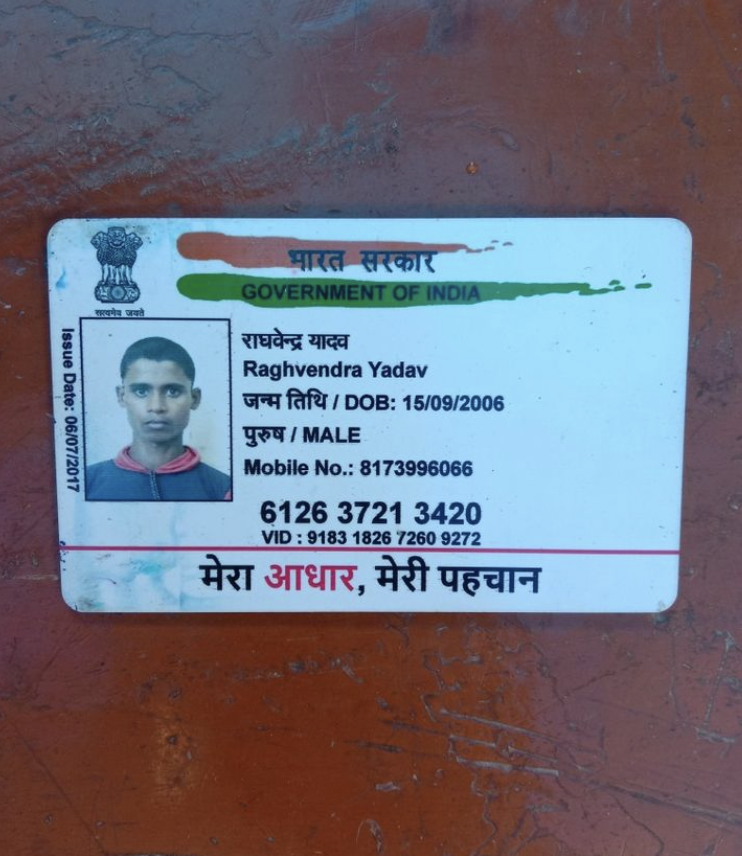 भारत सरकार
GOVERNMENT OF INDIA
सत्यमेव जयते
Issue Date: 06/07/2017
राघवेन्द्र यादव
Raghvendra Yadav
जन्म तिथि / DOB: 15/09/2006
पुरुष / MALE
Mobile No.: 8173996066
6126 3721 3420
VID : 9183 1826 7260 9272
मेरा आधार, मेरी पहचान